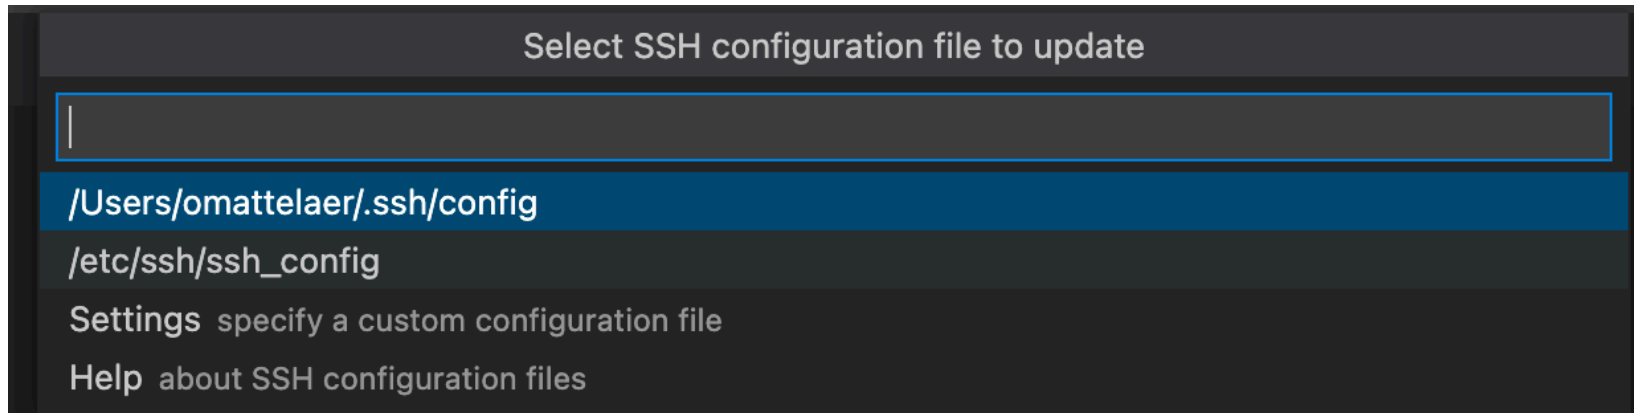 Select SSH configuration file to update
/Users/omattelaer/.ssh/config
/etc/ssh/ssh_config
Settings specify a custom configuration file
Help about SSH configuration files